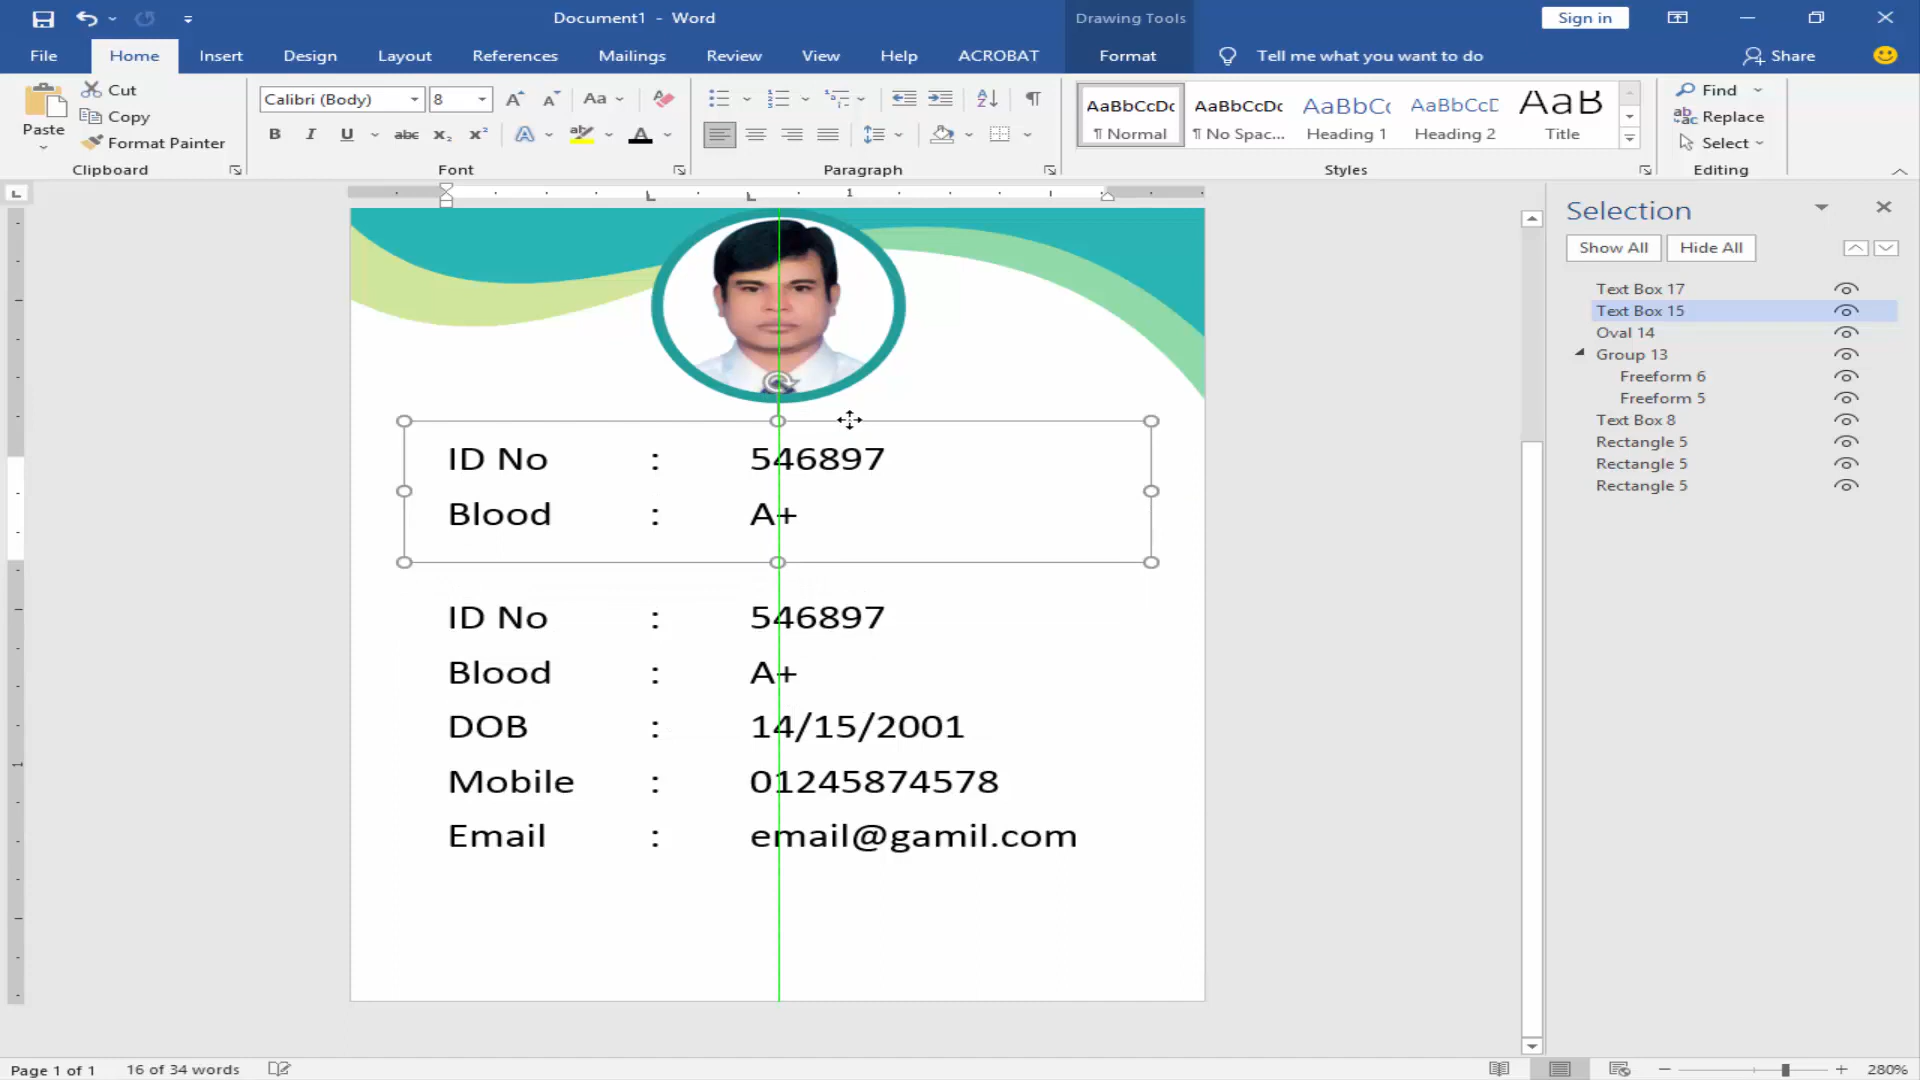 Document1 - Word
Drawing Tools
Sign in
File Home Insert Design Layout References Mailings Review View Help ACROBAT Format Tell me what you want to do Share
Paste
Cut
Copy
Format Painter
Clipboard
Calibri (Body) 8
Font
Paragraph
AaBbCcDc AaBbCcDc AaBbC( AaBbCcD AaB
¶ Normal ¶ No Spac... Heading 1 Heading 2 Title
Styles
Find
Replace
Select
Editing
1
Selection
Show All Hide All
Text Box 17
Text Box 15
Oval 14
Group 13
Freeform 6
Freeform 5
Text Box 8
Rectangle 5
Rectangle 5
Rectangle 5
ID No : 546897
Blood : A+
ID No : 546897
Blood : A+
DOB : 14/15/2001
Mobile : 01245874578
Email : email@gamil.com
1
Page 1 of 1 16 of 34 words 280%